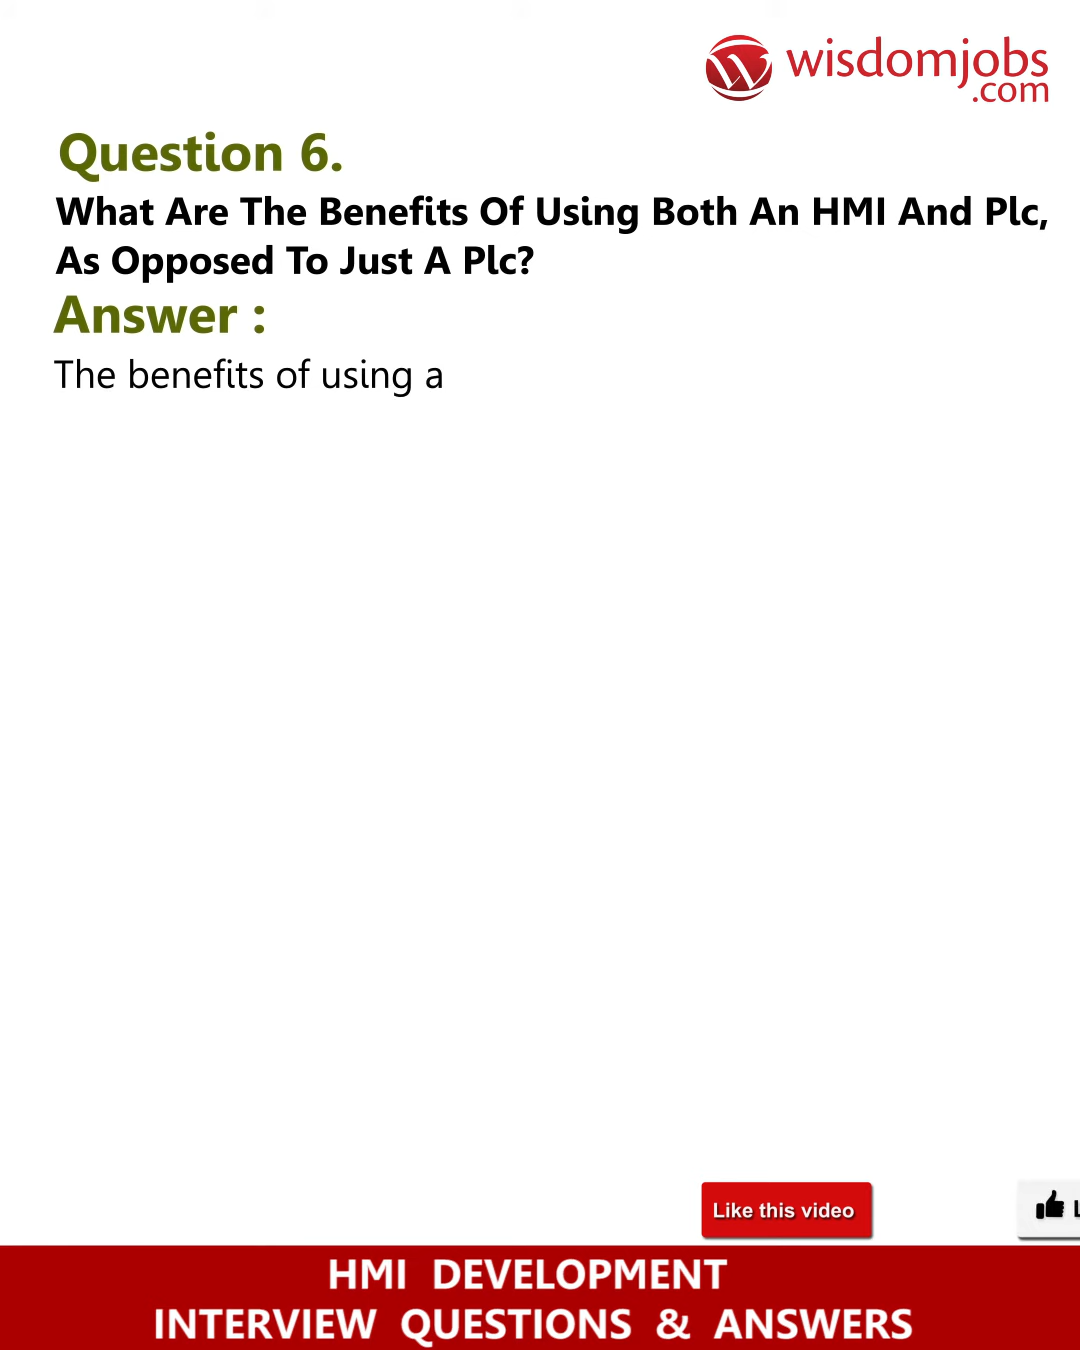 wisdomjobs
.com
Question 6.
What Are The Benefits Of Using Both An HMI And Plc,
As Opposed To Just A Plc?
Answer :
The benefits of using a
Like this video
HMI DEVELOPMENT
INTERVIEW QUESTIONS & ANSWERS